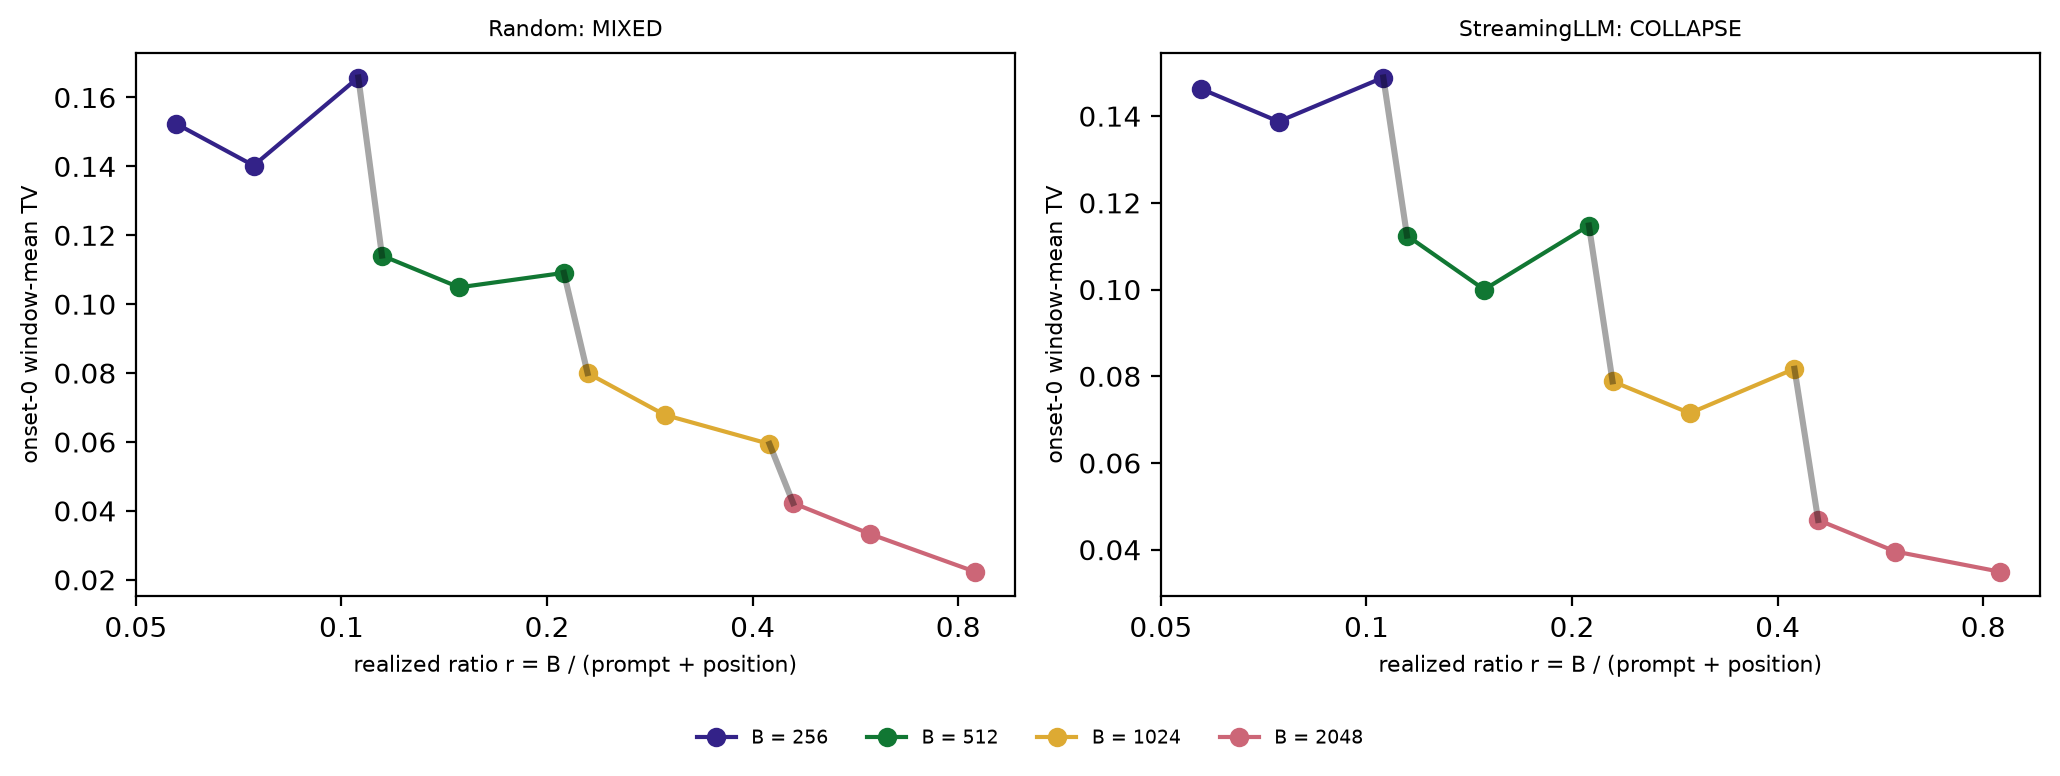 Random: MIXED
onset-0 window-mean TV
0.16
0.14
0.12
0.10
0.08
0.06
0.04
0.02
0.05 0.1 0.2 0.4 0.8
realized ratio r = B / (prompt + position)
StreamingLLM: COLLAPSE
onset-0 window-mean TV
0.14
0.12
0.10
0.08
0.06
0.04
0.05 0.1 0.2 0.4 0.8
realized ratio r = B / (prompt + position)
B = 256 B = 512 B = 1024 B = 2048